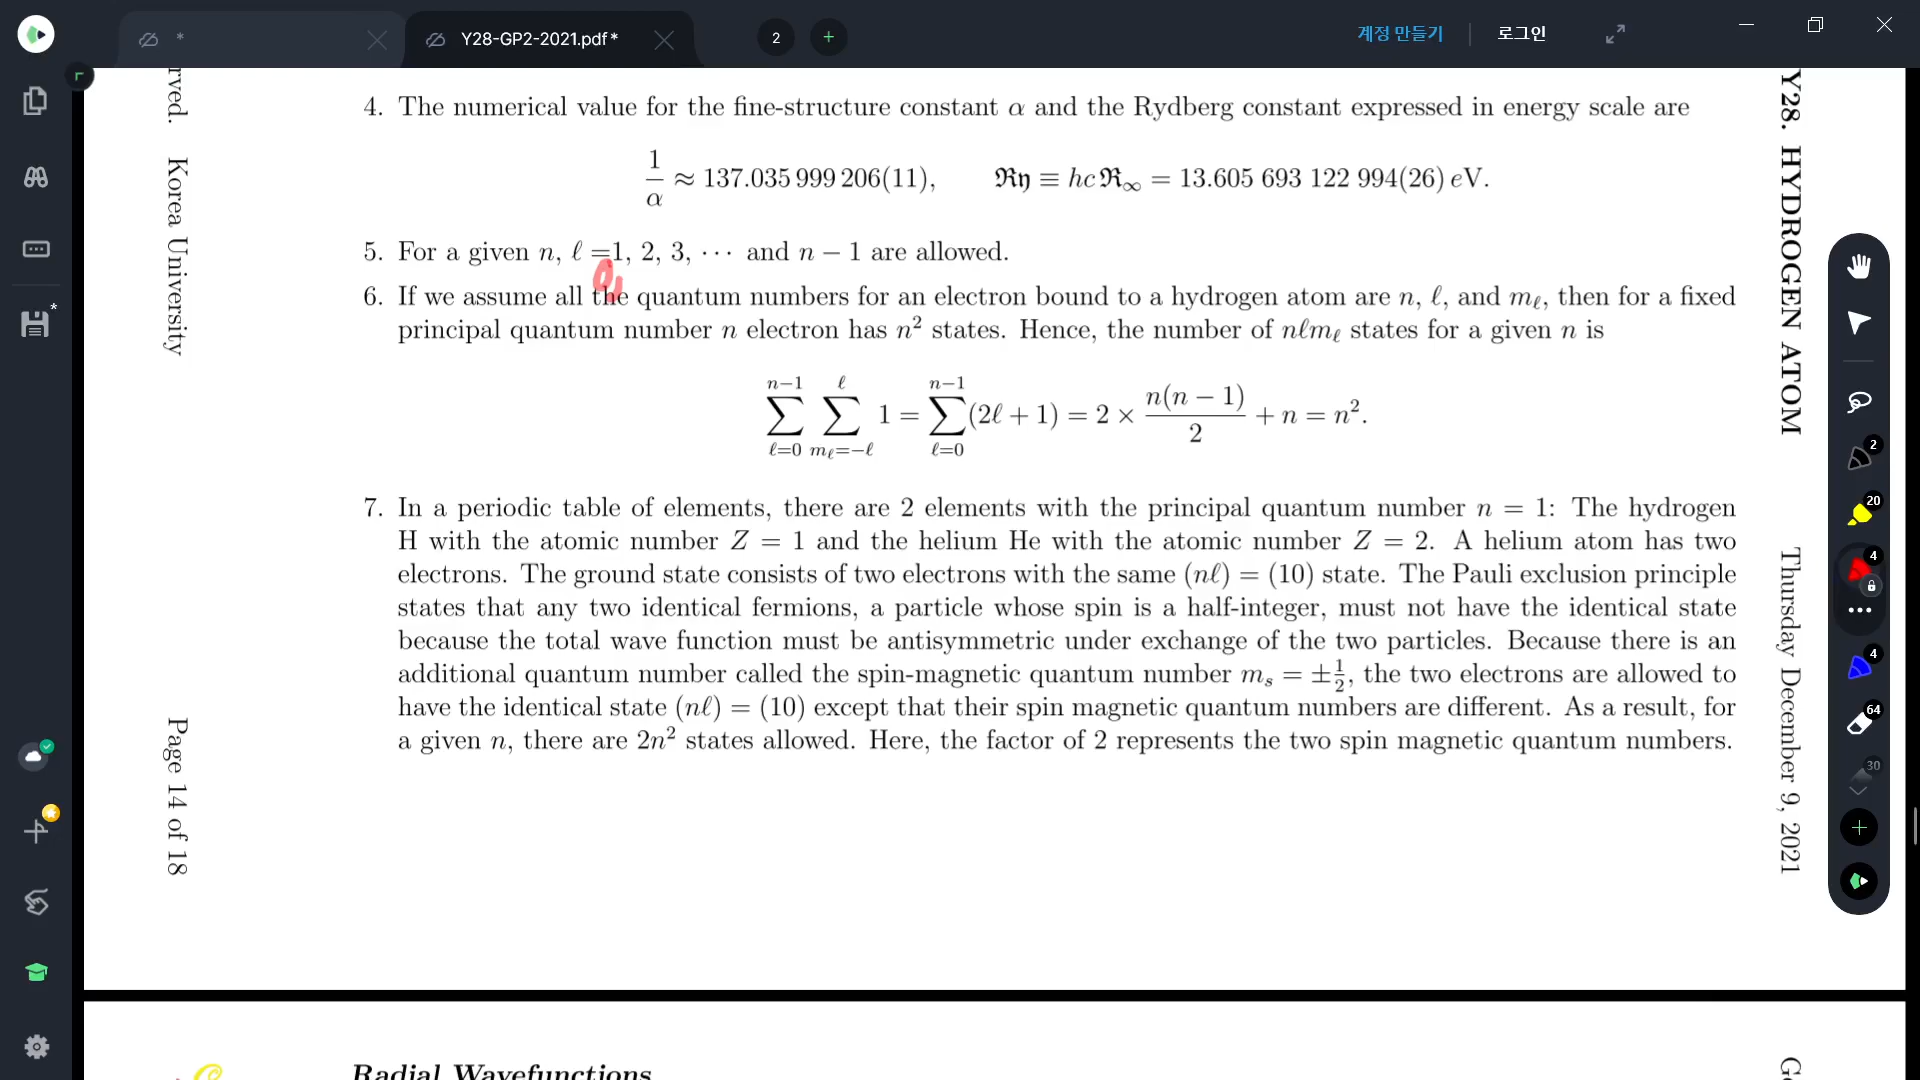 *
Y28-GP2-2021.pdf *
2
계정 만들기
로그인
4. The numerical value for the fine-structure constant α and the Rydberg constant expressed in energy scale are
1/α ≈ 137.035 999 206(11), ℜ𝔶 ≡ hcℜ∞ = 13.605 693 122 994(26) eV.
5. For a given n, ℓ =1, 2, 3, ⋯ and n − 1 are allowed.
0,
6. If we assume all the quantum numbers for an electron bound to a hydrogen atom are n, ℓ, and mℓ, then for a fixed
principal quantum number n electron has n² states. Hence, the number of nℓmℓ states for a given n is
∑_{ℓ=0}^{n−1} ∑_{mℓ=−ℓ}^{ℓ} 1 = ∑_{ℓ=0}^{n−1} (2ℓ + 1) = 2 × n(n − 1)/2 + n = n².
7. In a periodic table of elements, there are 2 elements with the principal quantum number n = 1: The hydrogen
H with the atomic number Z = 1 and the helium He with the atomic number Z = 2. A helium atom has two
electrons. The ground state consists of two electrons with the same (nℓ) = (10) state. The Pauli exclusion principle
states that any two identical fermions, a particle whose spin is a half-integer, must not have the identical state
because the total wave function must be antisymmetric under exchange of the two particles. Because there is an
additional quantum number called the spin-magnetic quantum number mₛ = ±½, the two electrons are allowed to
have the identical state (nℓ) = (10) except that their spin magnetic quantum numbers are different. As a result, for
a given n, there are 2n² states allowed. Here, the factor of 2 represents the two spin magnetic quantum numbers.
rved. Korea University
Page 14 of 18
Y28. HYDROGEN ATOM
Thursday December 9, 2021
2
20
4
4
64
30
Radial Wavefunctions